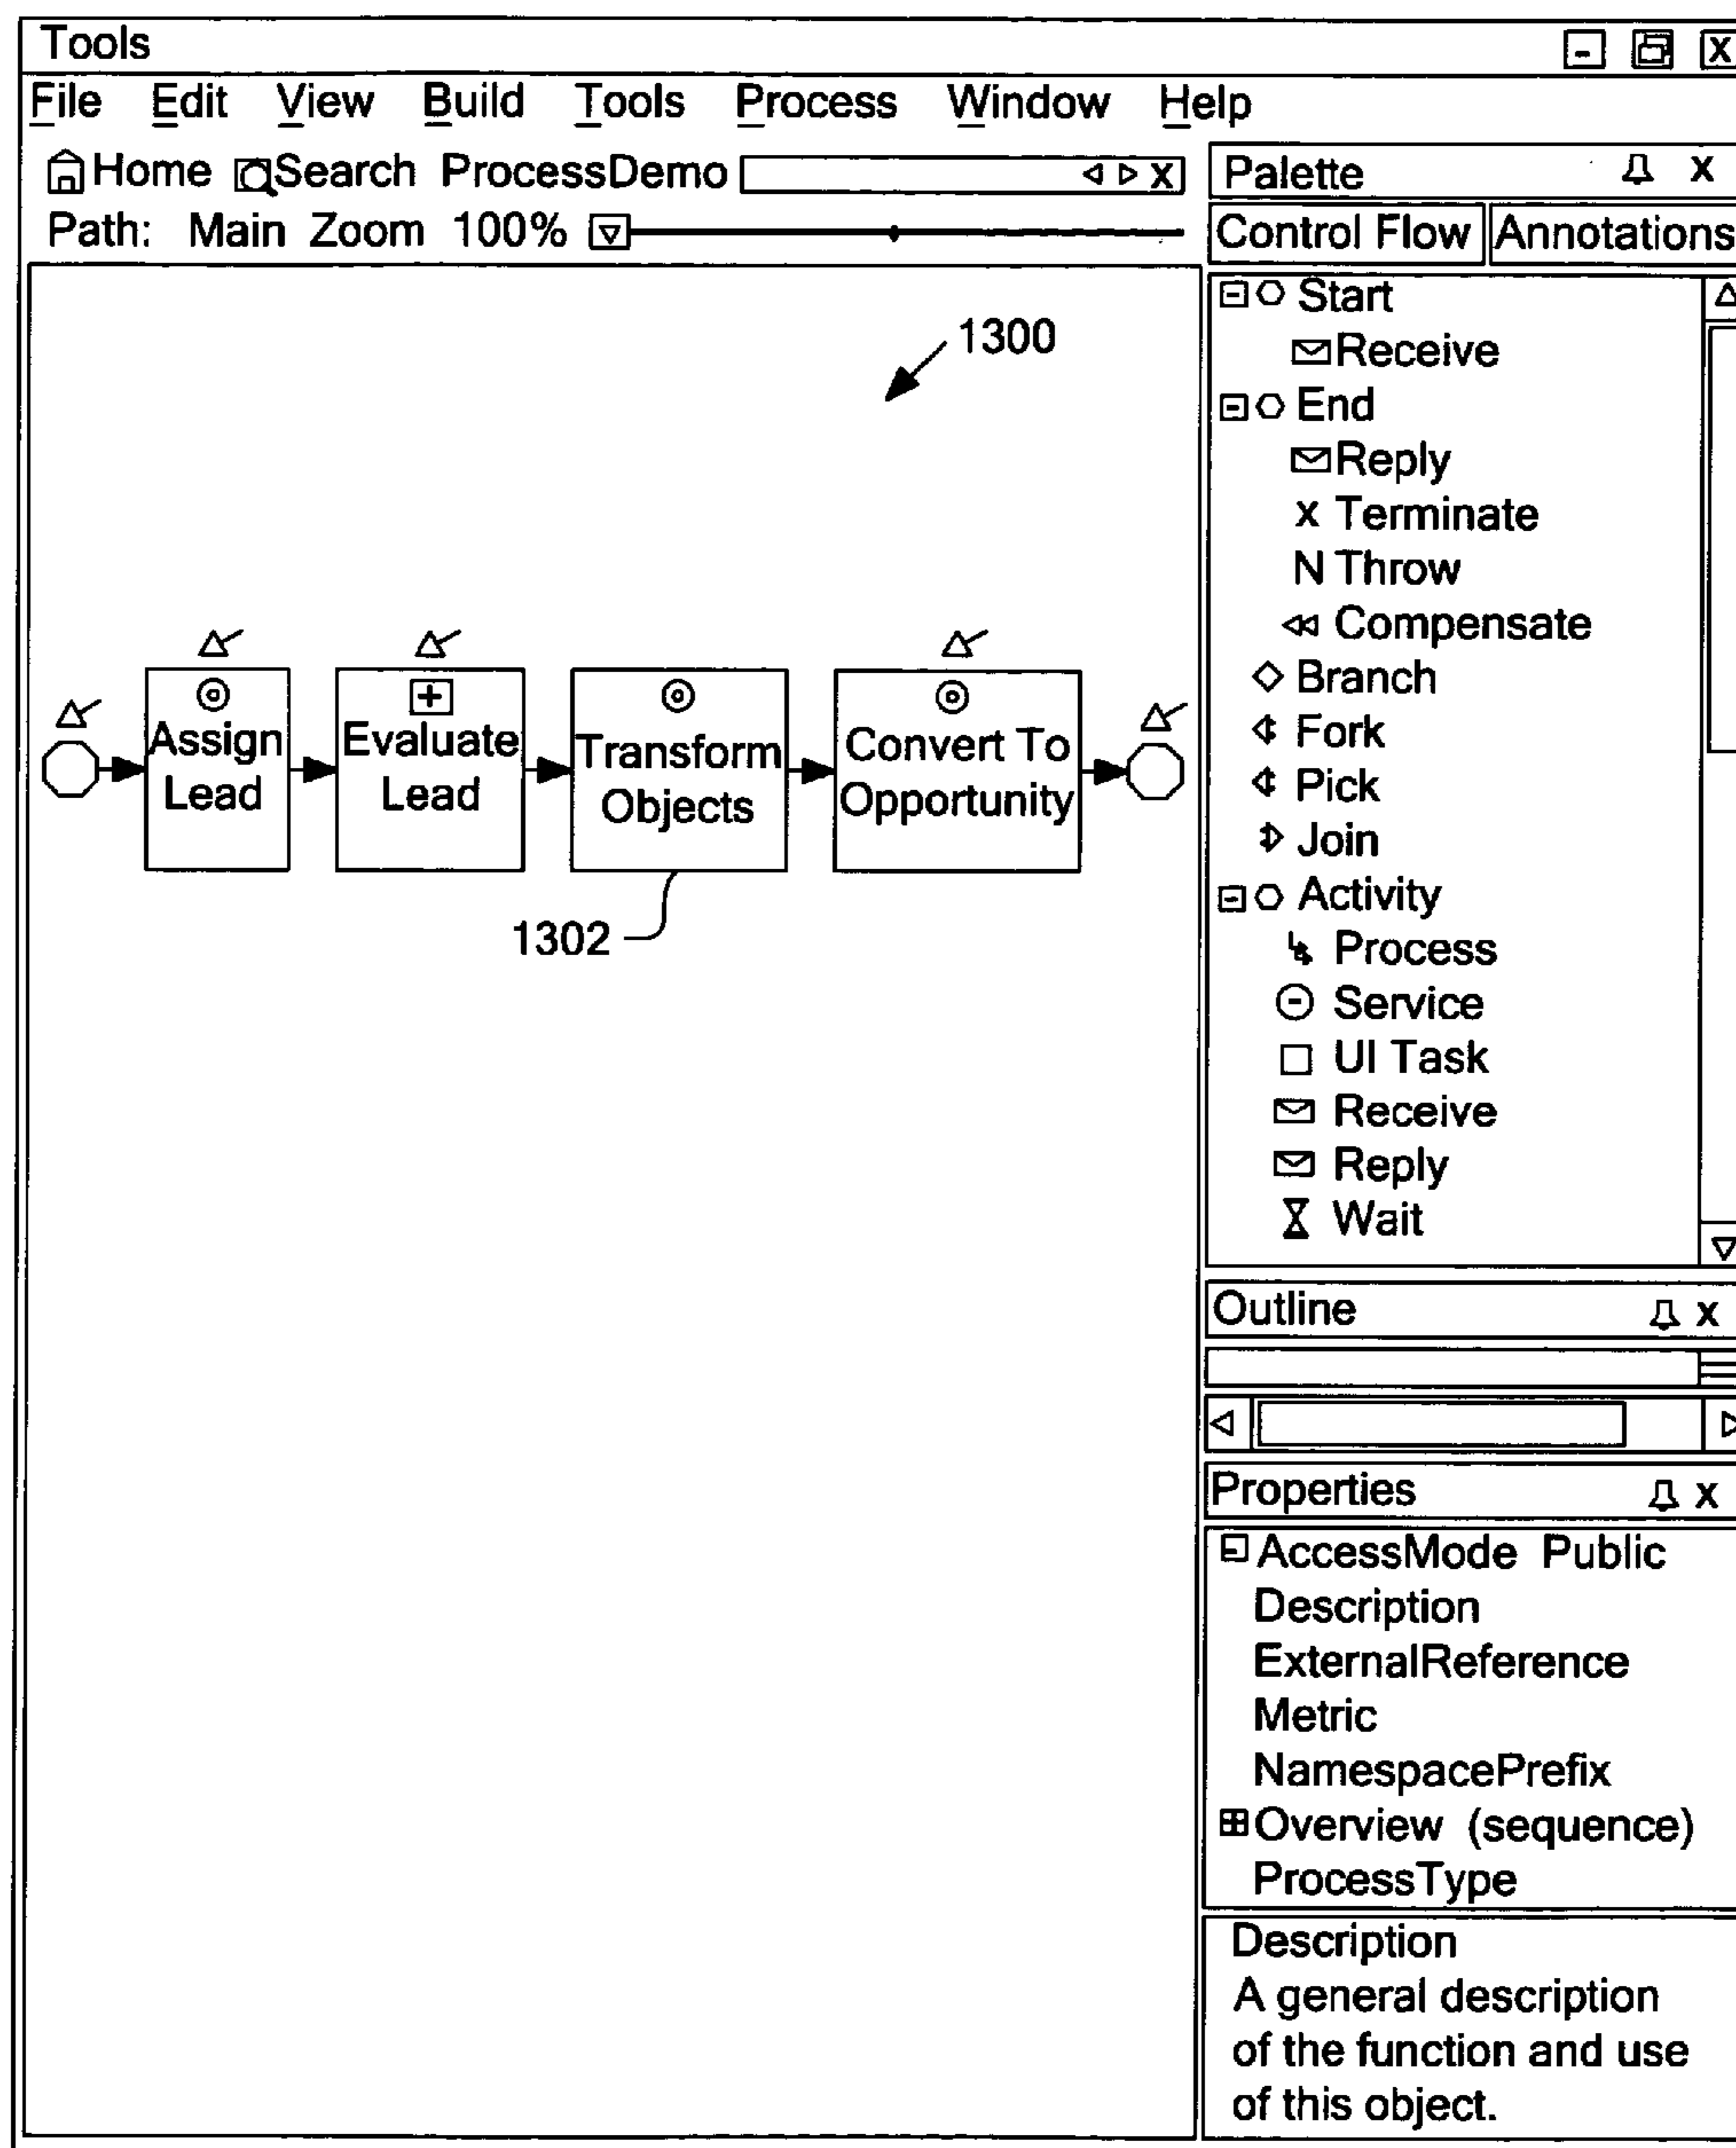 Tools
File Edit View Build Tools Process Window Help
Home Search ProcessDemo
Path: Main Zoom 100%
1300
Assign
Lead
Evaluate
Lead
Transform
Objects
Convert To
Opportunity
1302
Palette
Control Flow Annotations
Start
Receive
End
Reply
x Terminate
N Throw
Compensate
Branch
Fork
Pick
Join
Activity
Process
Service
UI Task
Receive
Reply
Wait
Outline
Properties
AccessMode Public
Description
ExternalReference
Metric
NamespacePrefix
Overview (sequence)
ProcessType
Description
A general description
of the function and use
of this object.